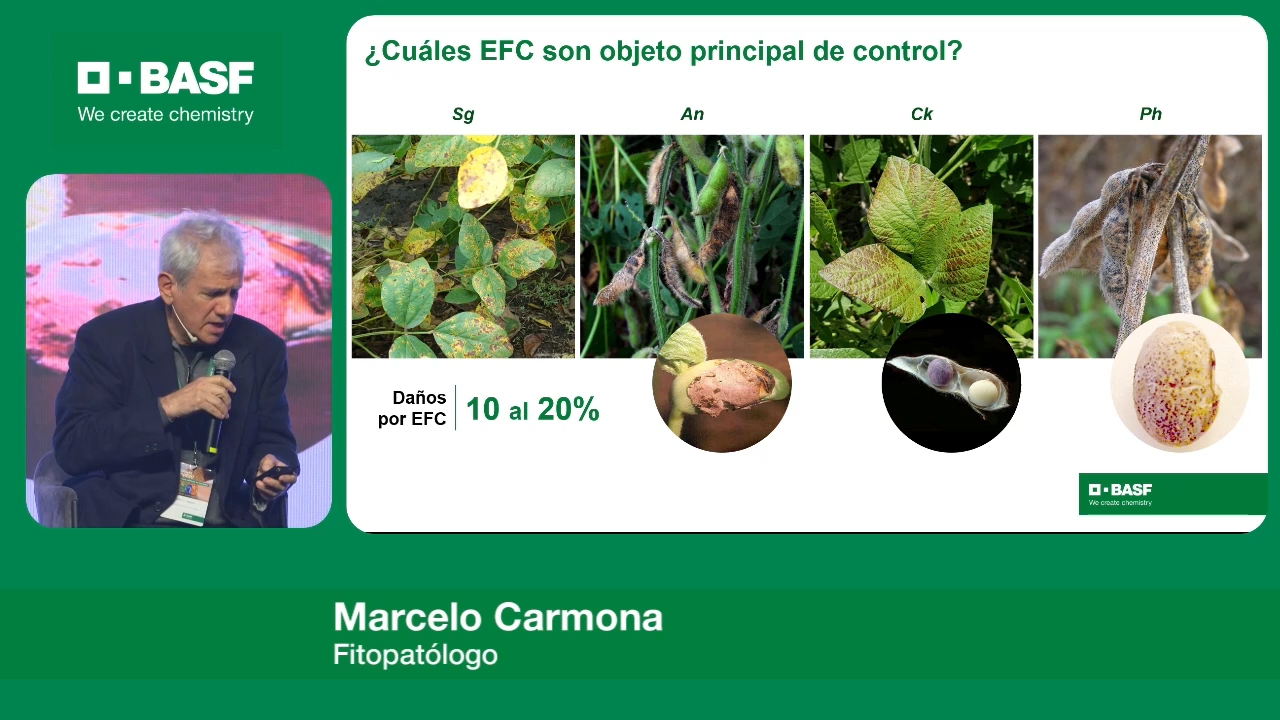 BASF
We create chemistry
¿Cuáles EFC son objeto principal de control?
Sg
An
Ck
Ph
Daños
por EFC
10 al 20%
BASF
We create chemistry
Marcelo Carmona
Fitopatólogo